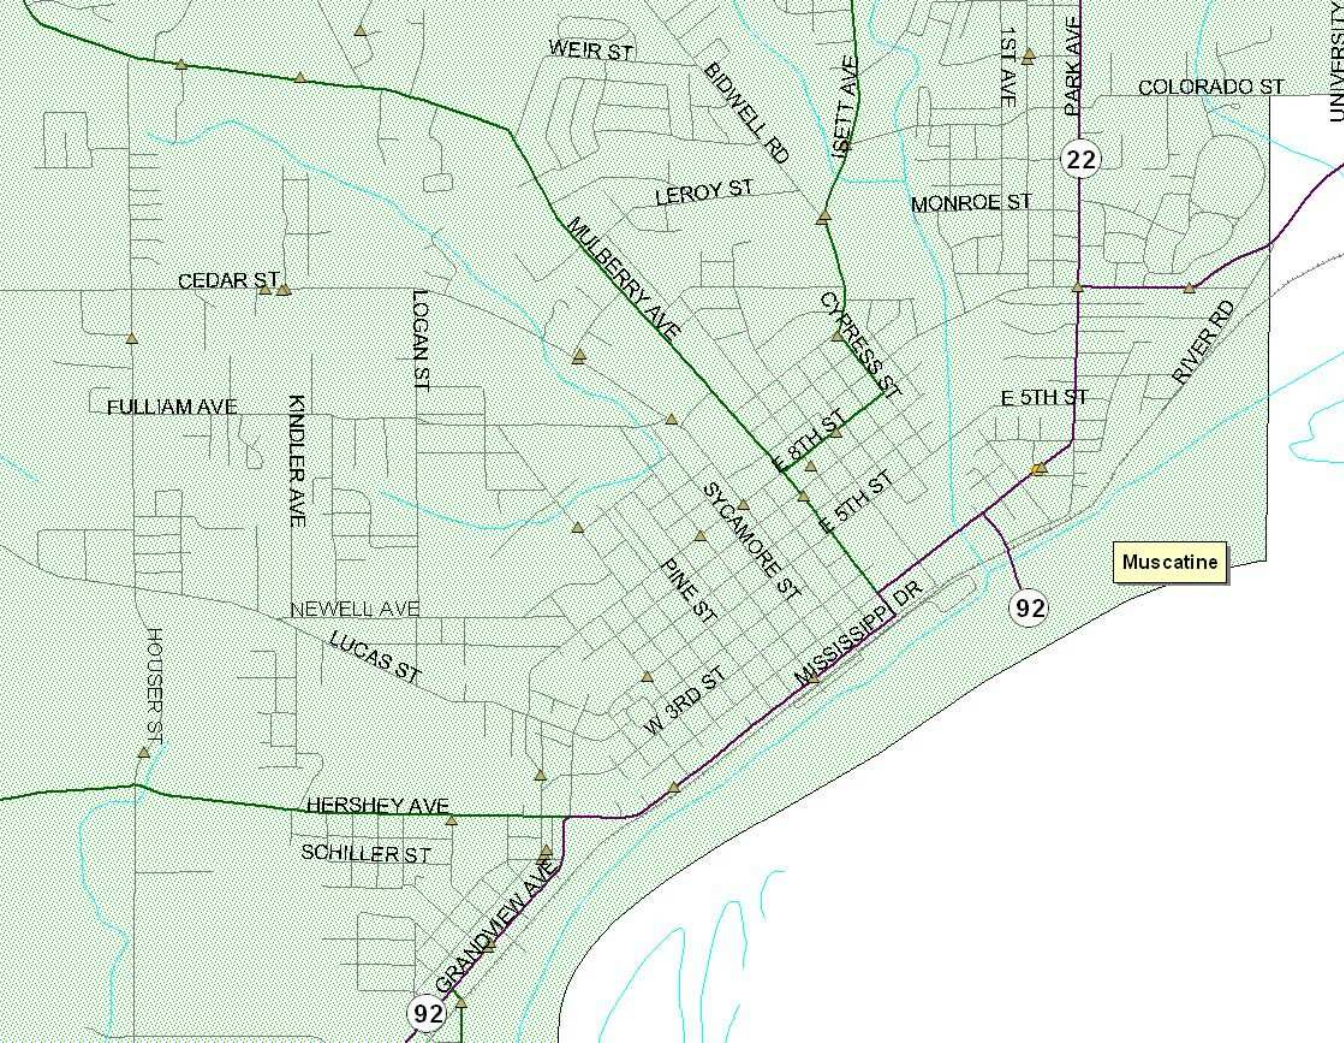 WEIR ST
BIDWELL RD
ISETT AVE
1ST AVE
PARK AVE
COLORADO ST
UNIVERSITY
22
LEROY ST
MONROE ST
MULBERRY AVE
CEDAR ST
LOGAN ST
CYPRESS ST
RIVER RD
FULLIAM AVE
KINDLER AVE
E 5TH ST
E 8TH ST
SYCAMORE ST
E 5TH ST
PINE ST
Muscatine
NEWELL AVE
92
LUCAS ST
HOUSER ST
MISSISSIPPI DR
W 3RD ST
HERSHEY AVE
SCHILLER ST
GRANDVIEW AVE
92